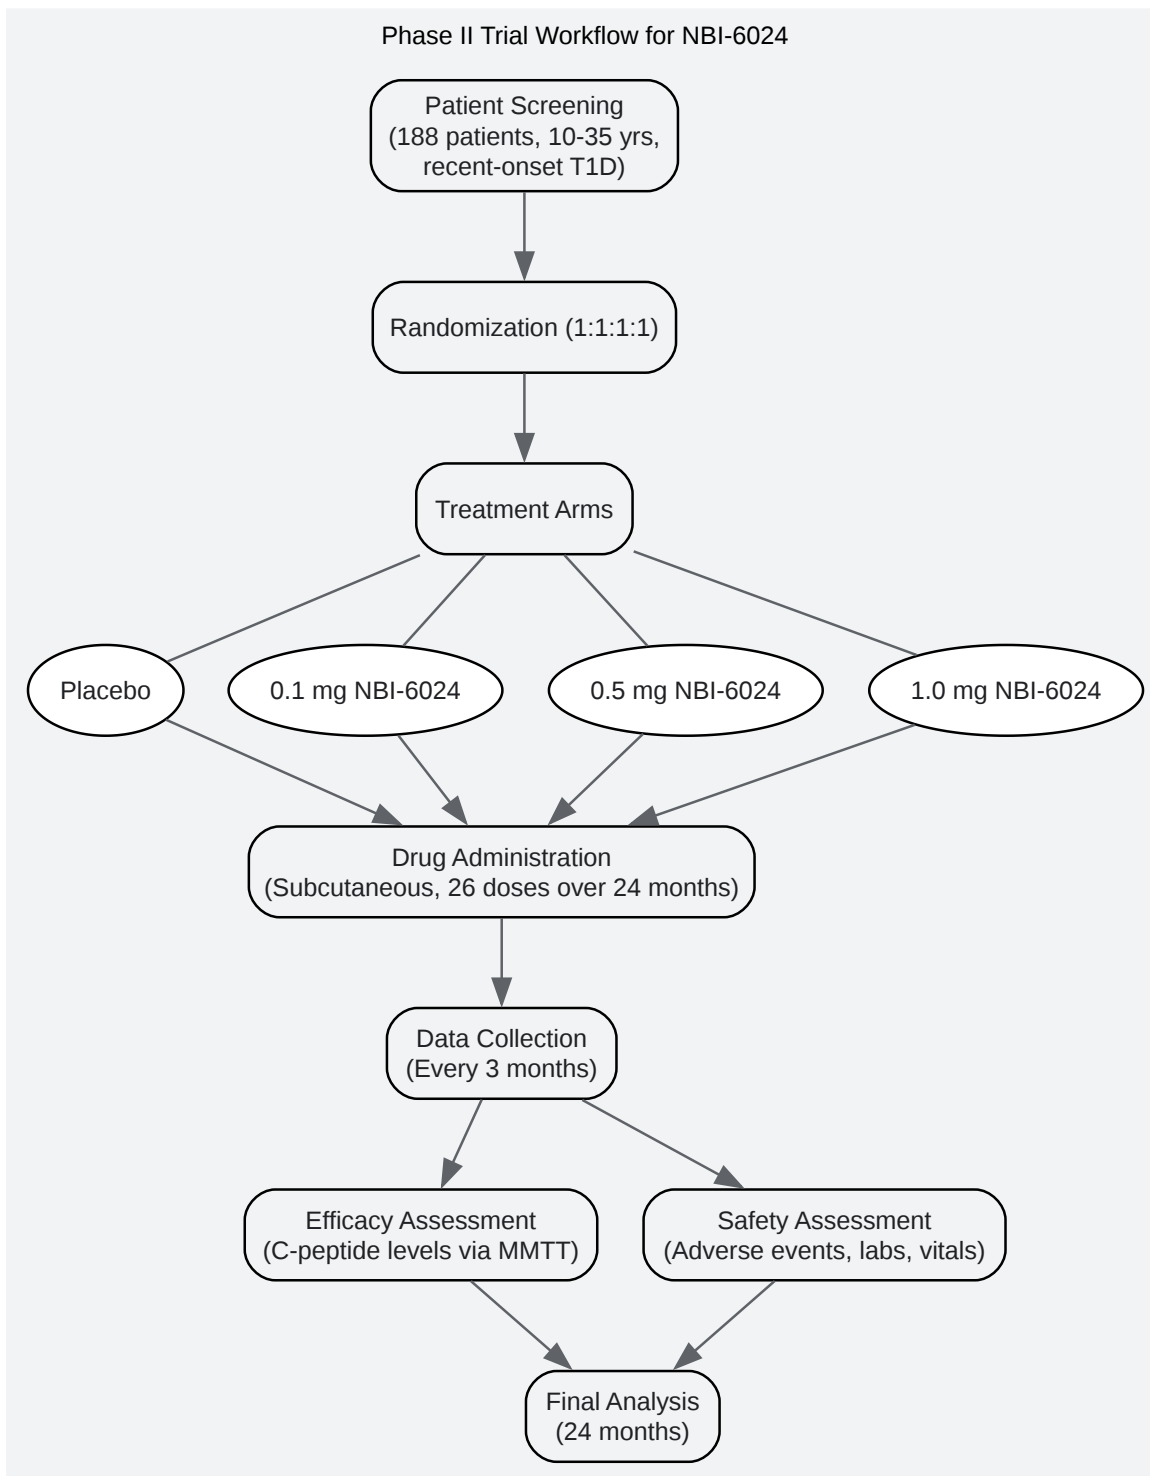 Phase II Trial Workflow for NBI-6024
Patient Screening
(188 patients, 10-35 yrs,
recent-onset T1D)
Randomization (1:1:1:1)
Treatment Arms
Placebo
0.1 mg NBI-6024
0.5 mg NBI-6024
1.0 mg NBI-6024
Drug Administration
(Subcutaneous, 26 doses over 24 months)
Data Collection
(Every 3 months)
Efficacy Assessment
(C-peptide levels via MMTT)
Safety Assessment
(Adverse events, labs, vitals)
Final Analysis
(24 months)